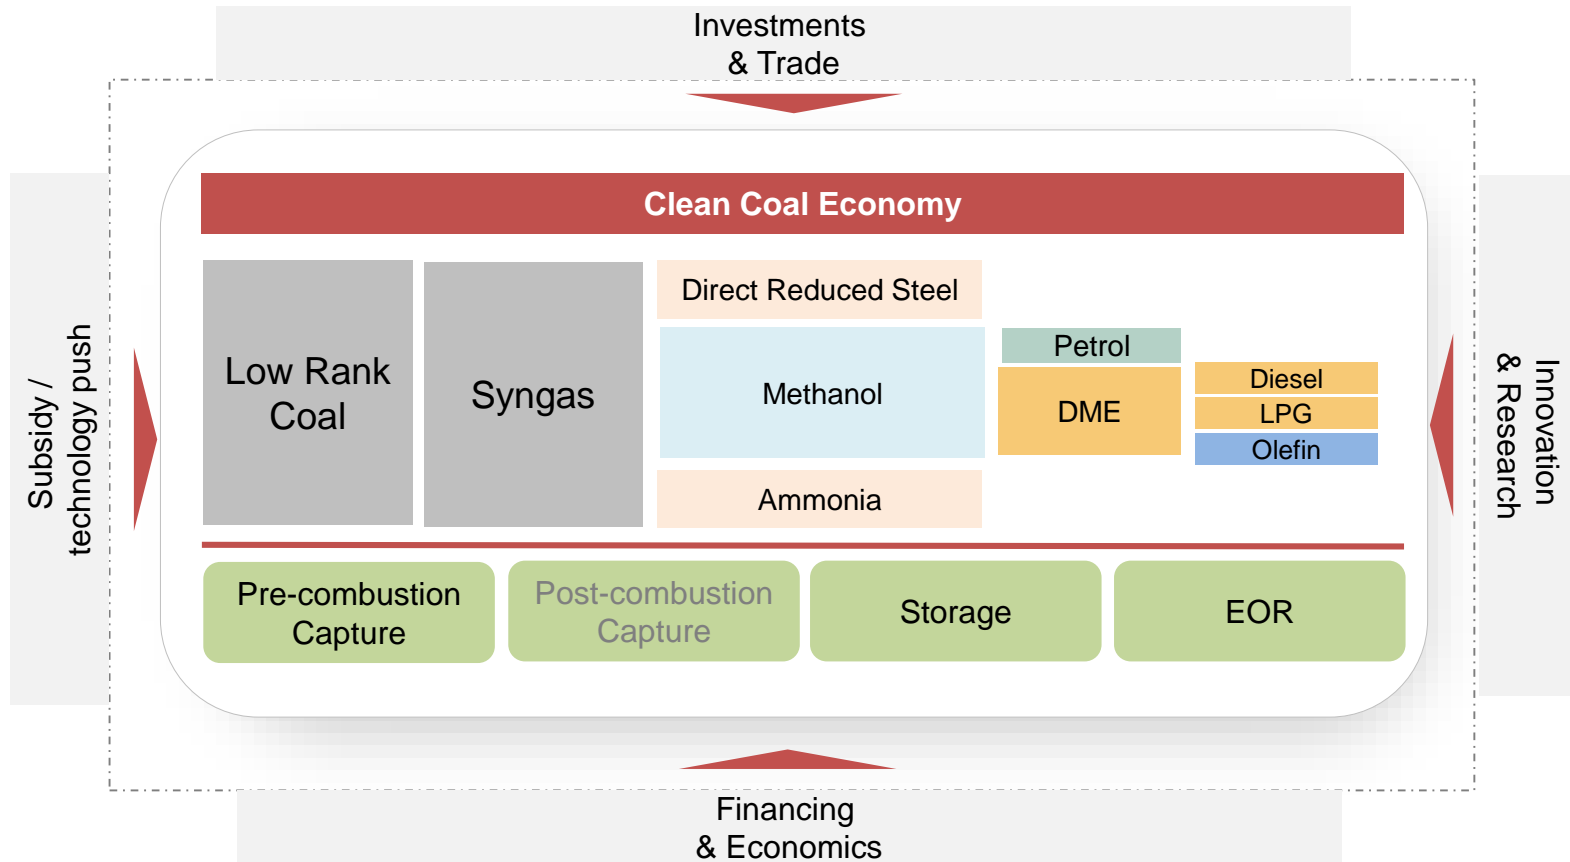 Investments
& Trade
Clean Coal Economy
Subsidy /
technology push
Low Rank
Coal
Syngas
Direct Reduced Steel
Methanol
Ammonia
Petrol
DME
Diesel
LPG
Olefin
Innovation
& Research
Pre-combustion
Capture
Post-combustion
Capture
Storage
EOR
Financing
& Economics